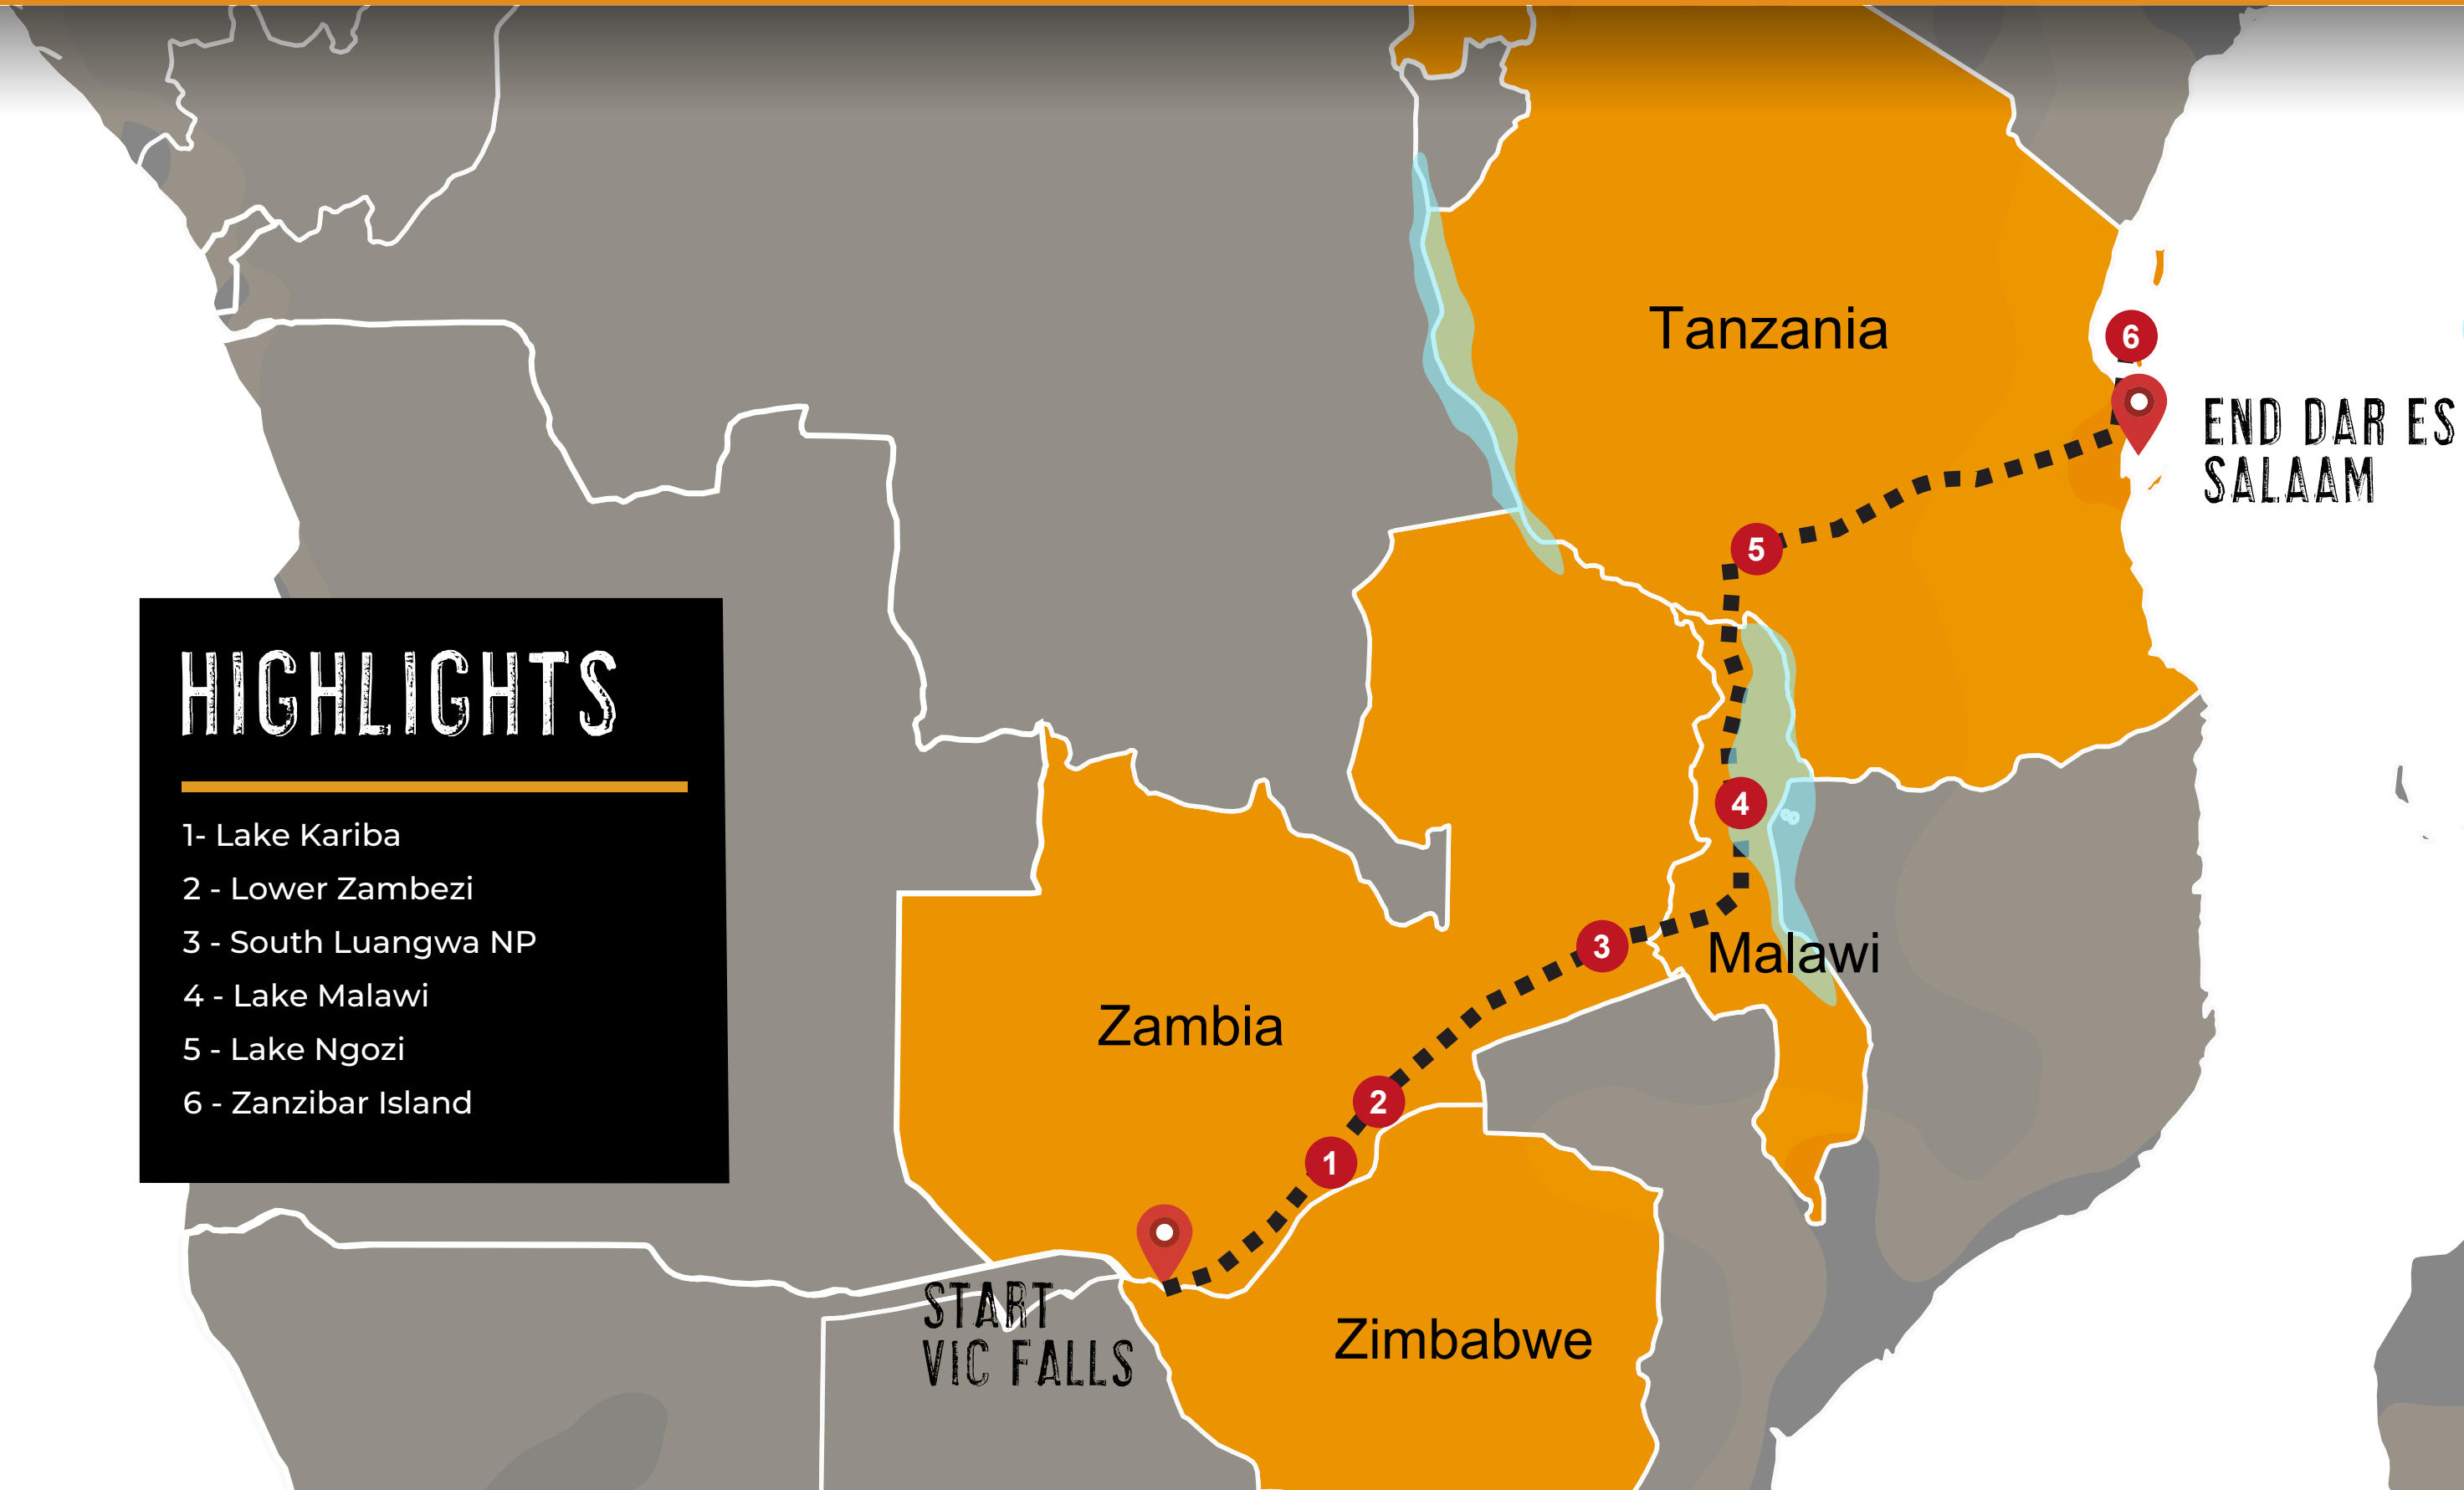 Tanzania
6
END DAR ES
SALAAM
5
HIGHLIGHTS
1- Lake Kariba
2 - Lower Zambezi
3 - South Luangwa NP
4 - Lake Malawi
5 - Lake Ngozi
6 - Zanzibar Island
4
3
Malawi
Zambia
2
1
START
VIC FALLS
Zimbabwe